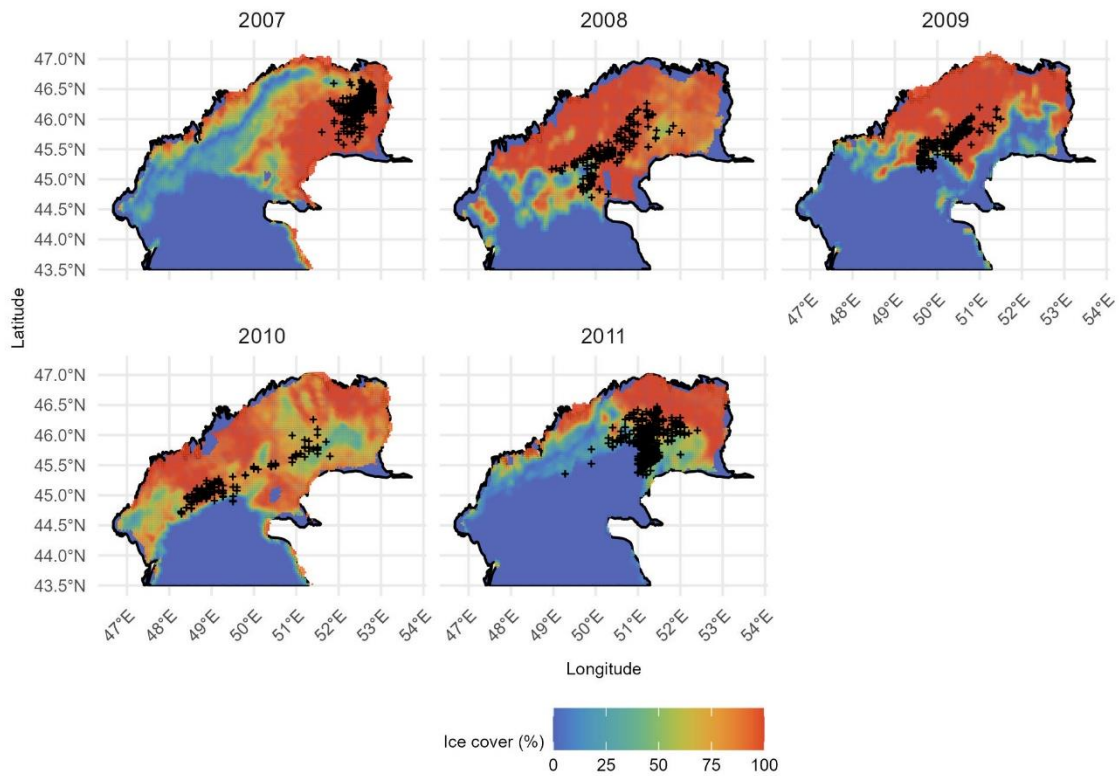 2007 2008 2009
47.0°N
46.5°N
46.0°N
45.5°N
45.0°N
44.5°N
44.0°N
43.5°N
47°E 48°E 49°E 50°E 51°E 52°E 53°E 54°E
Latitude
2010 2011
47.0°N
46.5°N
46.0°N
45.5°N
45.0°N
44.5°N
44.0°N
43.5°N
47°E 48°E 49°E 50°E 51°E 52°E 53°E 54°E 47°E 48°E 49°E 50°E 51°E 52°E 53°E 54°E
Longitude
Ice cover (%)
0 25 50 75 100